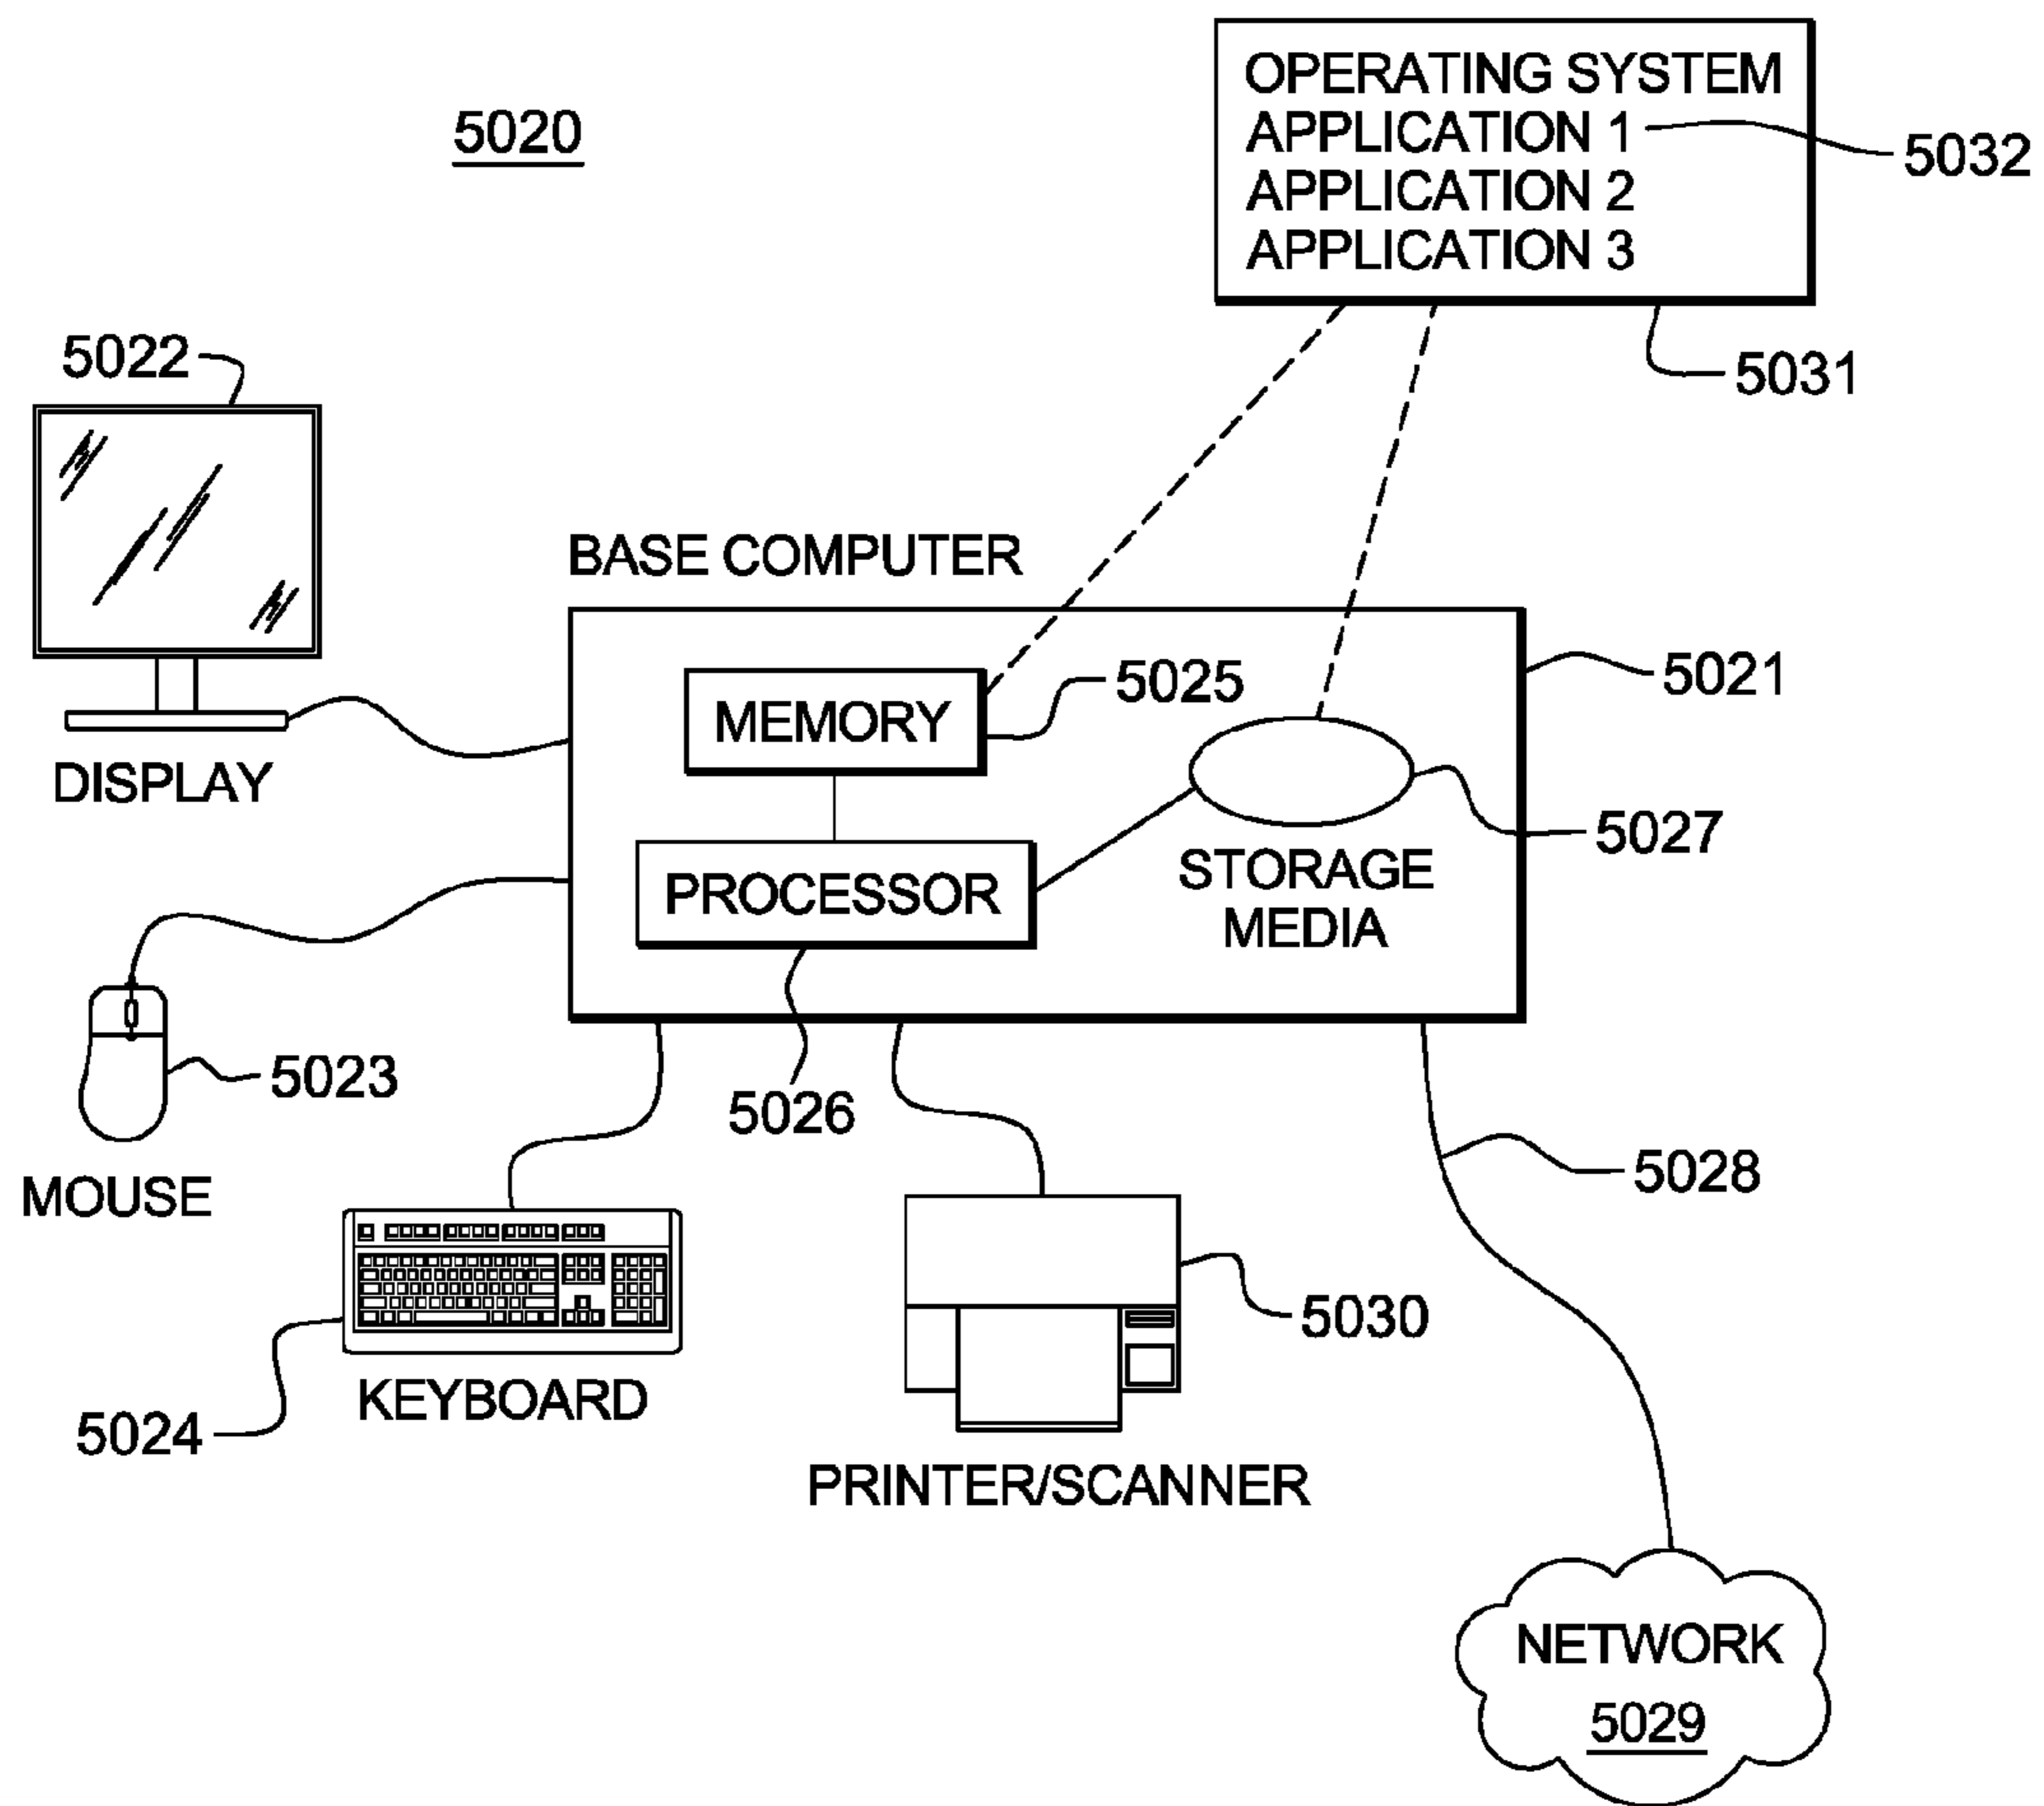 5020
OPERATING SYSTEM
APPLICATION 1
APPLICATION 2
APPLICATION 3
5032
5031
5022
DISPLAY
BASE COMPUTER
MEMORY
5025
5021
PROCESSOR
STORAGE
MEDIA
5027
5026
5023
MOUSE
5028
5024
KEYBOARD
5030
PRINTER/SCANNER
NETWORK
5029